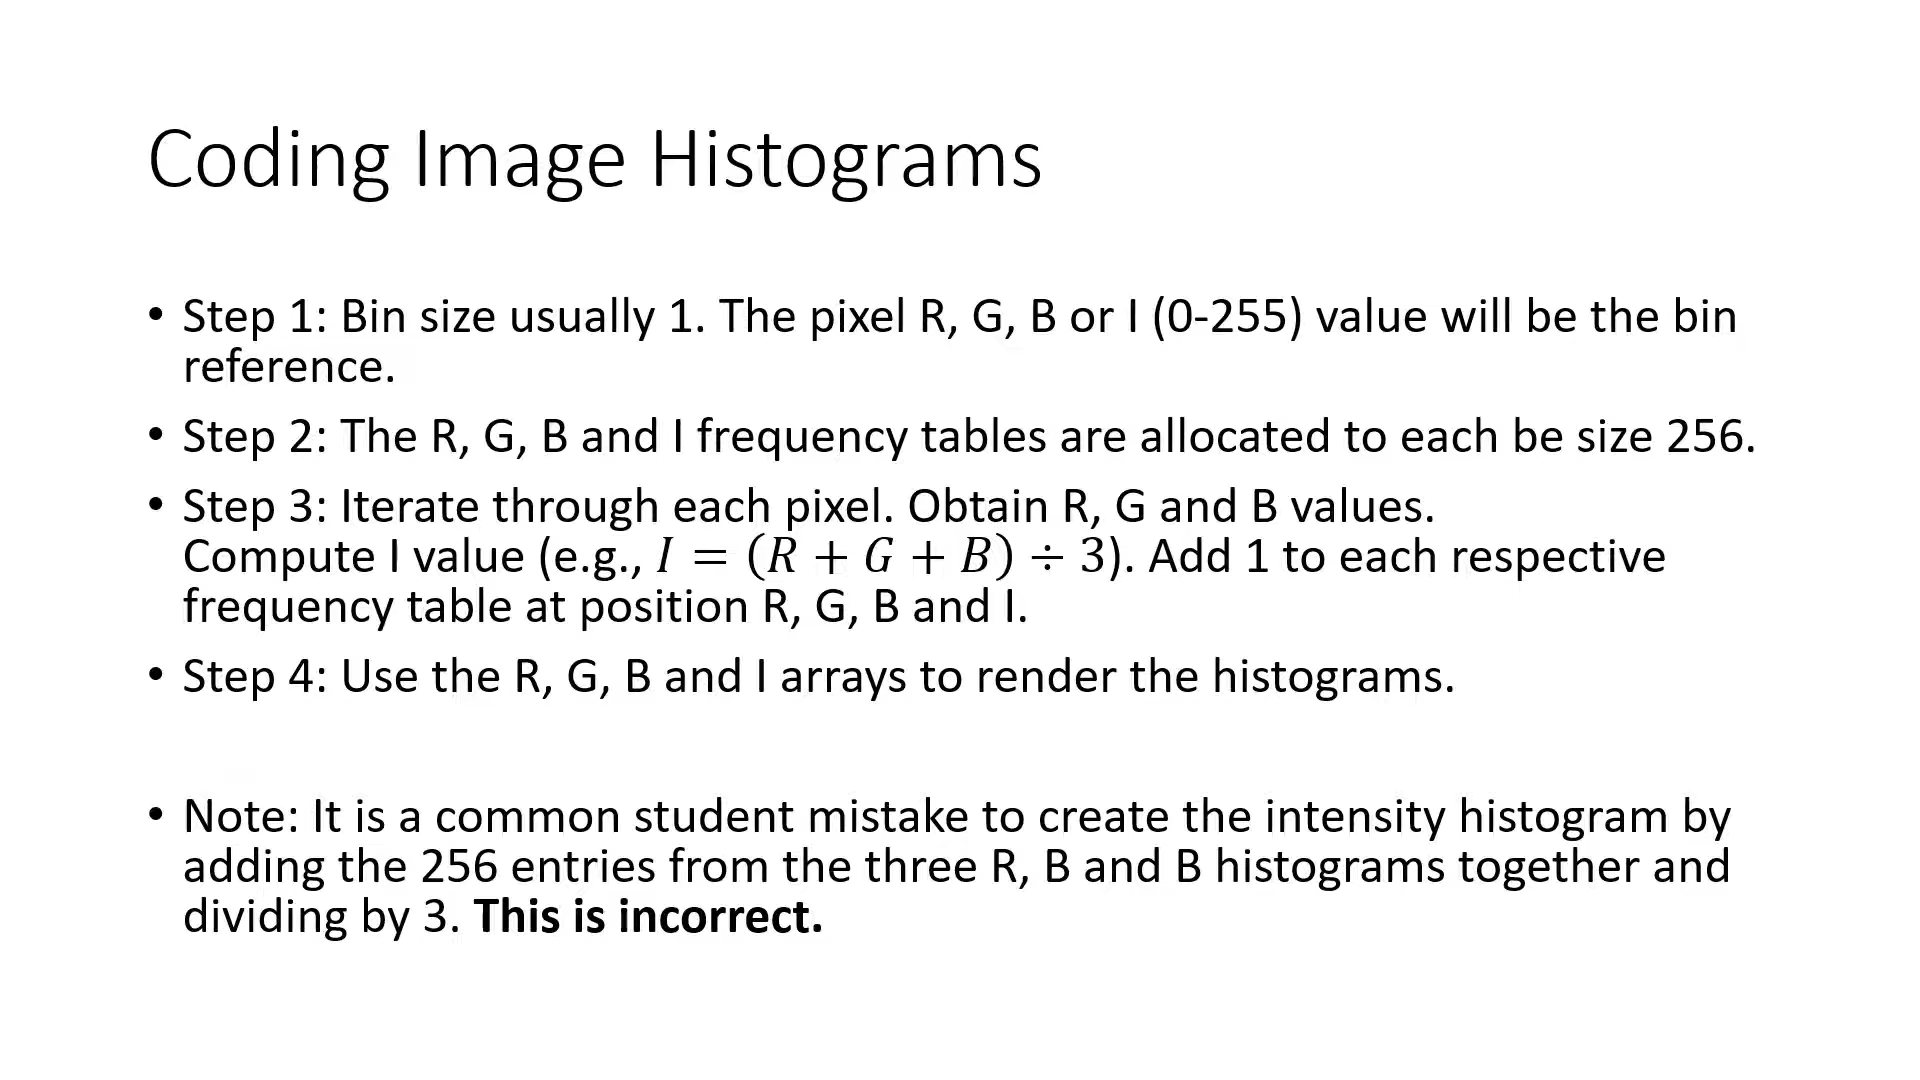 Coding Image Histograms
• Step 1: Bin size usually 1. The pixel R, G, B or I (0-255) value will be the bin
reference.
• Step 2: The R, G, B and I frequency tables are allocated to each be size 256.
• Step 3: Iterate through each pixel. Obtain R, G and B values.
Compute I value (e.g., I = (R + G + B) ÷ 3). Add 1 to each respective
frequency table at position R, G, B and I.
• Step 4: Use the R, G, B and I arrays to render the histograms.
• Note: It is a common student mistake to create the intensity histogram by
adding the 256 entries from the three R, B and B histograms together and
dividing by 3. This is incorrect.